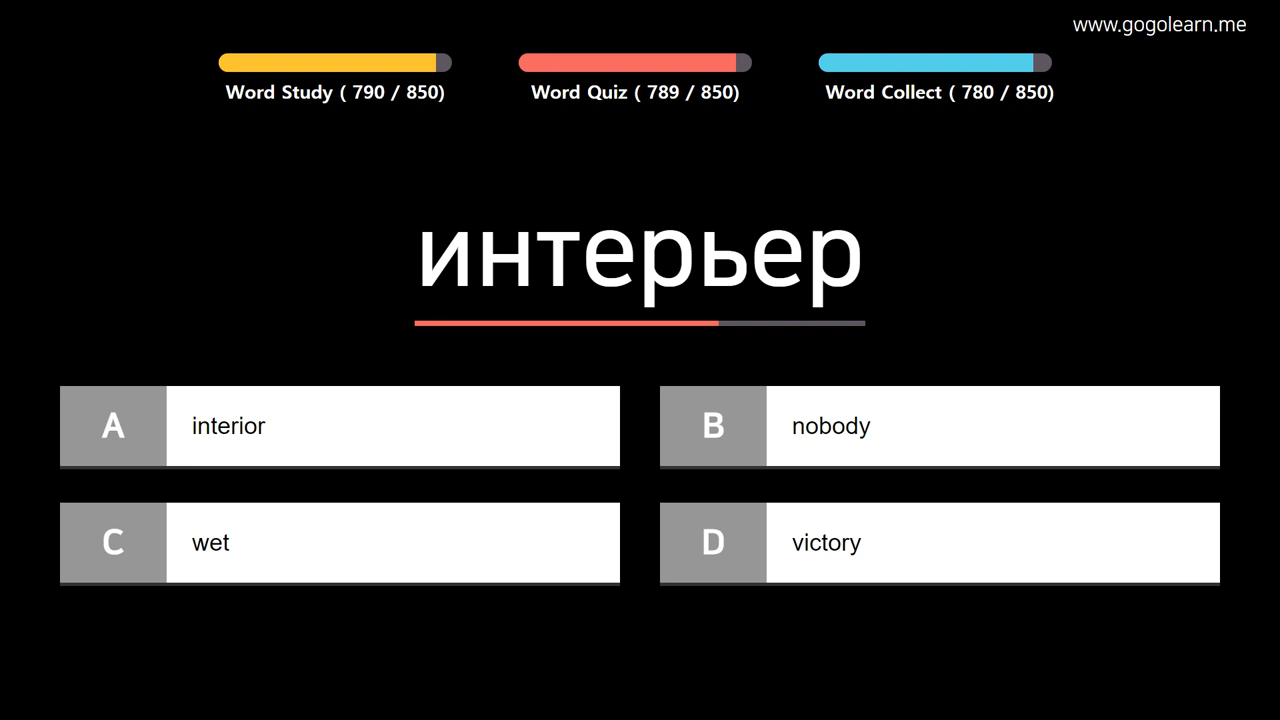 www.gogolearn.me
Word Study ( 790 / 850)
Word Quiz ( 789 / 850)
Word Collect ( 780 / 850)
интерьер
A interior
B nobody
C wet
D victory